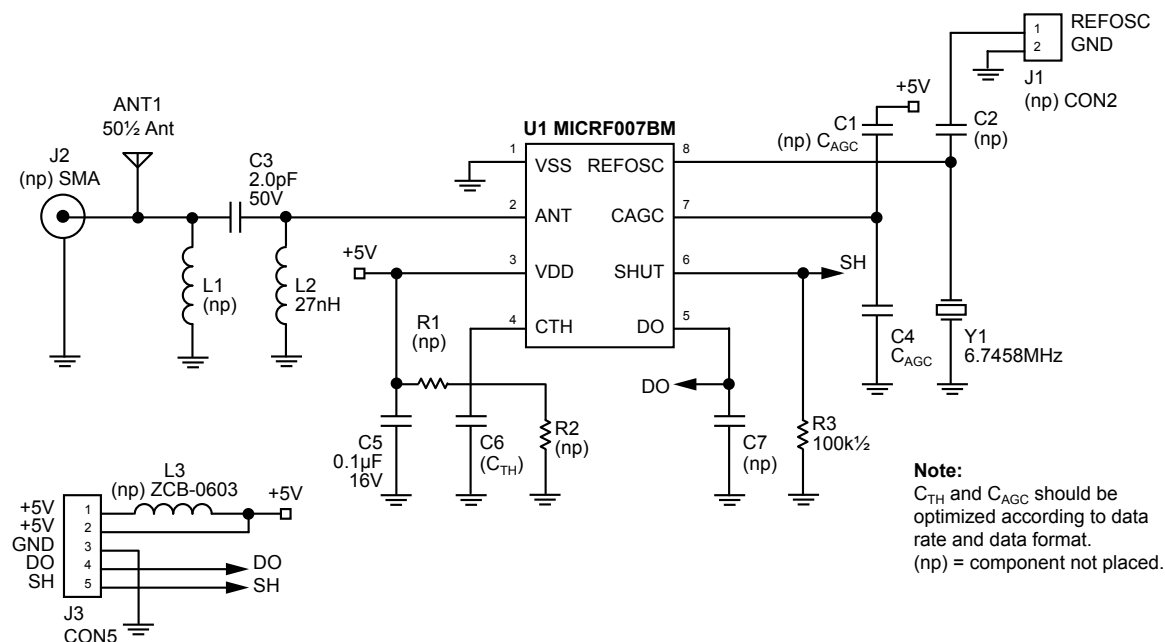 REFOSC
GND
1
2
J1
(np) CON2
+5V
ANT1
50½ Ant
J2
(np) SMA
C3
2.0pF
50V
L1
(np)
L2
27nH
U1 MICRF007BM
1 VSS REFOSC 8
2 ANT CAGC 7
3 VDD SHUT 6
4 CTH DO 5
C1
(np) CAGC
C2
(np)
+5V
SH
R1
(np)
C4
CAGC
Y1
6.7458MHz
DO
C5
0.1µF
16V
C6
(CTH)
R2
(np)
C7
(np)
R3
100k½
L3
(np) ZCB-0603
+5V
+5V 1
+5V 2
GND 3
DO 4 DO
SH 5 SH
J3
CON5
Note:
CTH and CAGC should be
optimized according to data
rate and data format.
(np) = component not placed.